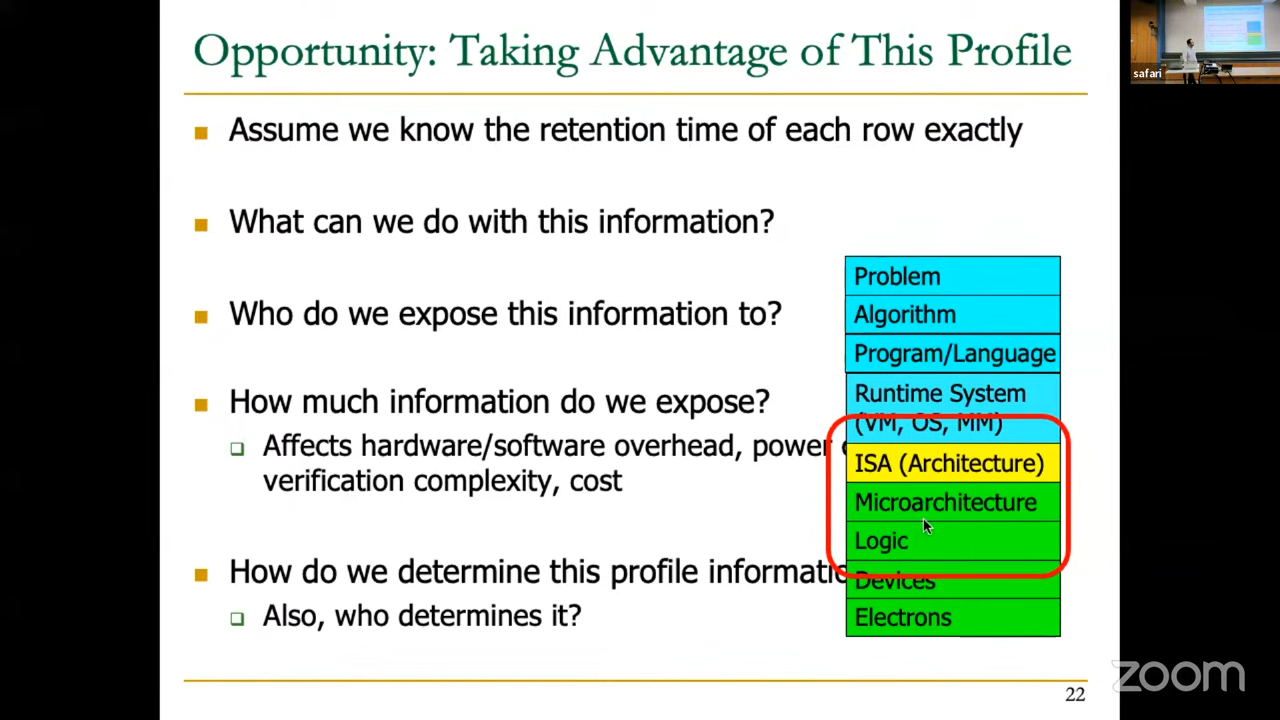 Opportunity: Taking Advantage of This Profile
safari
Assume we know the retention time of each row exactly
What can we do with this information?
Who do we expose this information to?
How much information do we expose?
Affects hardware/software overhead, power
verification complexity, cost
How do we determine this profile
Also, who determines it?
Problem
Algorithm
Program/Language
Runtime System
(VM, OS, MM)
ISA (Architecture)
Microarchitecture
Logic
Devices
Electrons
zoom
22